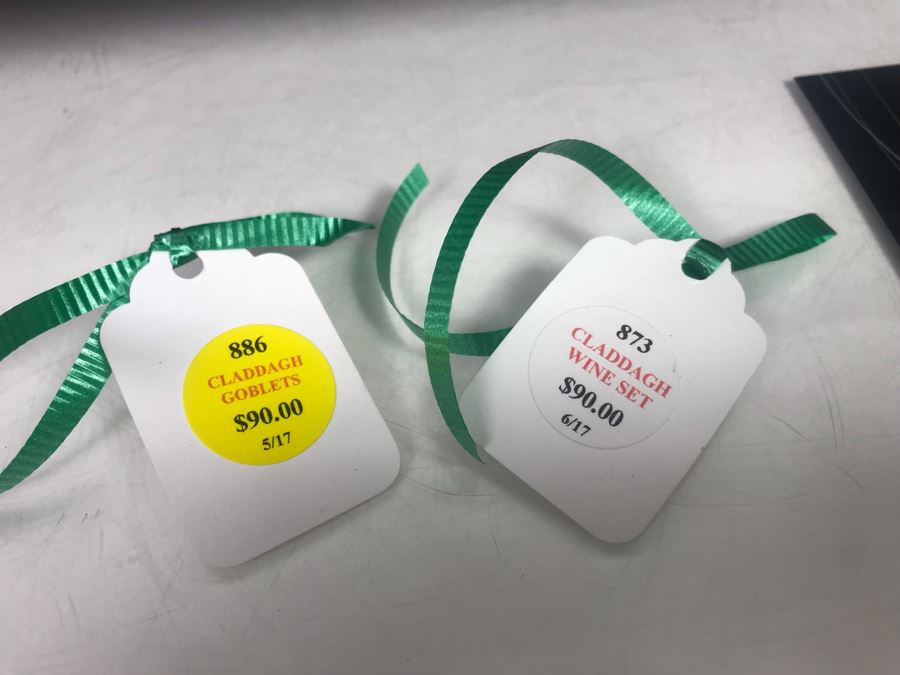 886
CLADDAGH
GOBLETS
$90.00
5/17
873
CLADDAGH
WINE SET
$90.00
6/17